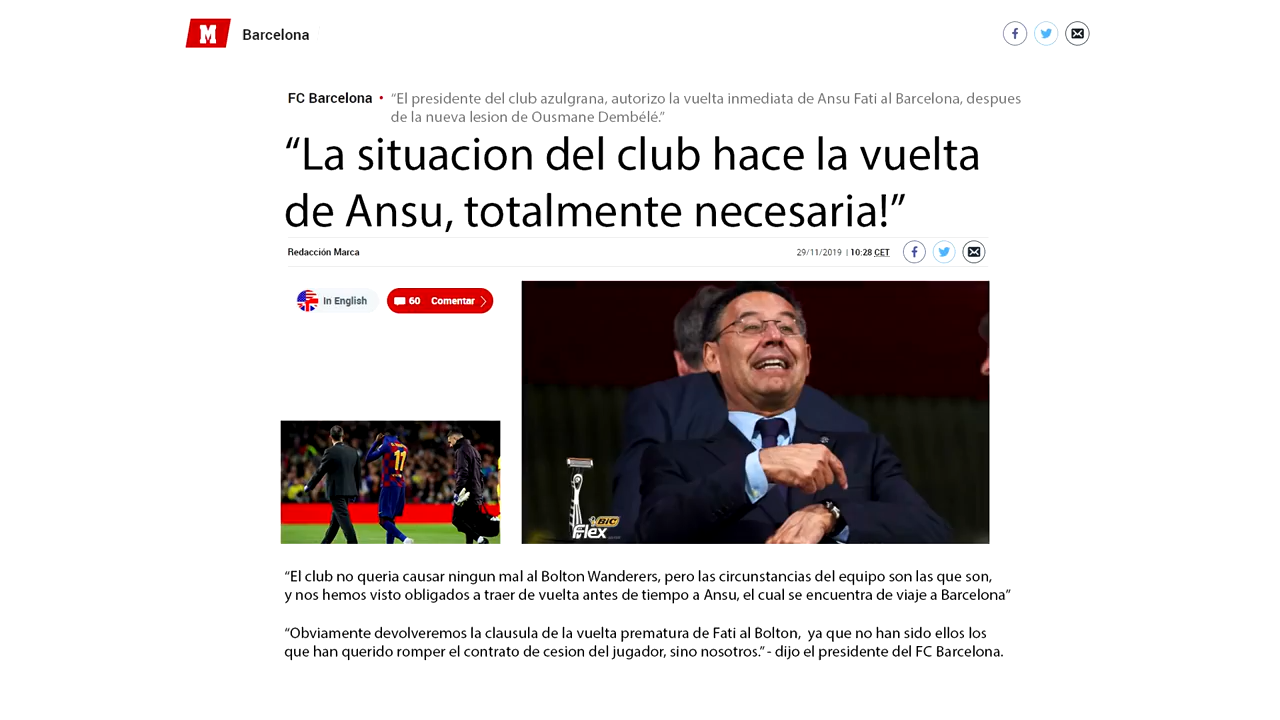 M Barcelona
FC Barcelona • “El presidente del club azulgrana, autorizo la vuelta inmediata de Ansu Fati al Barcelona, despues
de la nueva lesion de Ousmane Dembélé.”
“La situacion del club hace la vuelta
de Ansu, totalmente necesaria!”
Redacción Marca
29/11/2019 | 10:28 CET
In English
60 Comentar
11
BIC
Flex
“El club no queria causar ningun mal al Bolton Wanderers, pero las circunstancias del equipo son las que son,
y nos hemos visto obligados a traer de vuelta antes de tiempo a Ansu, el cual se encuentra de viaje a Barcelona”
“Obviamente devolveremos la clausula de la vuelta prematura de Fati al Bolton, ya que no han sido ellos los
que han querido romper el contrato de cesion del jugador, sino nosotros.” - dijo el presidente del FC Barcelona.